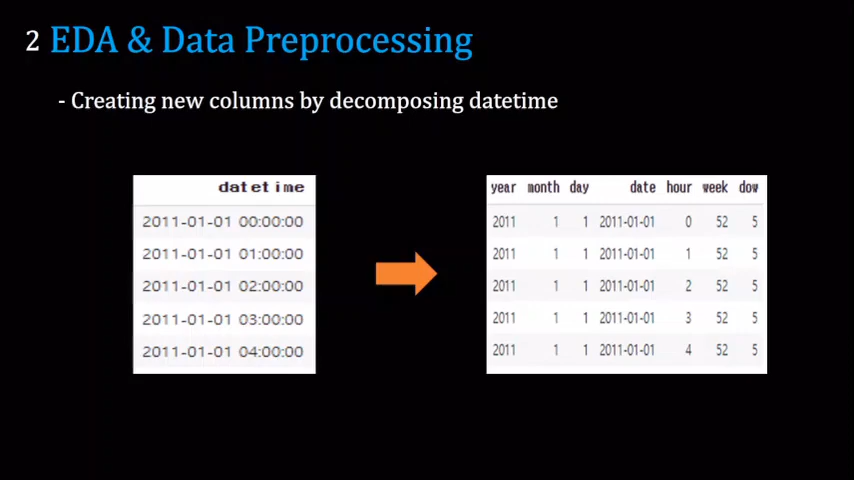 2 EDA & Data Preprocessing
- Creating new columns by decomposing datetime
datetime
2011-01-01 00:00:00
2011-01-01 01:00:00
2011-01-01 02:00:00
2011-01-01 03:00:00
2011-01-01 04:00:00
year month day date hour week dow
2011 1 1 2011-01-01 0 52 5
2011 1 1 2011-01-01 1 52 5
2011 1 1 2011-01-01 2 52 5
2011 1 1 2011-01-01 3 52 5
2011 1 1 2011-01-01 4 52 5